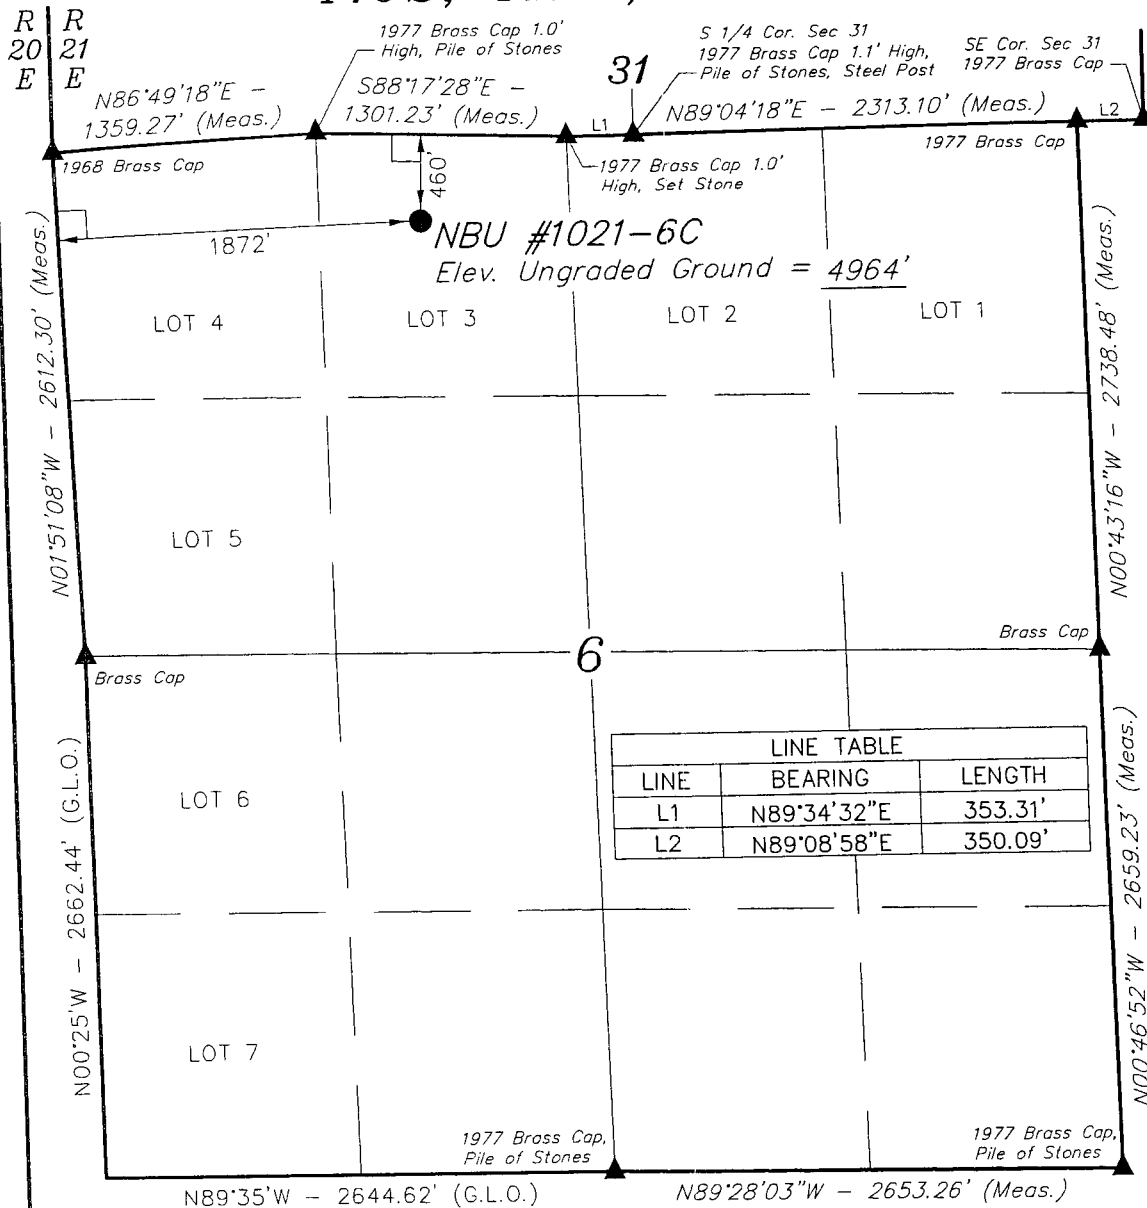 R R
20 21
E E
1977 Brass Cap 1.0'
High, Pile of Stones
S 1/4 Cor. Sec 31
1977 Brass Cap 1.1' High,
Pile of Stones, Steel Post
SE Cor. Sec 31
1977 Brass Cap
31
N86°49'18"E –
1359.27' (Meas.)
S88°17'28"E –
1301.23' (Meas.)
L1
N89°04'18"E – 2313.10' (Meas.)
L2
1968 Brass Cap
1977 Brass Cap 1.0'
High, Set Stone
1977 Brass Cap
460'
1872'
NBU #1021-6C
Elev. Ungraded Ground = 4964'
LOT 4
LOT 3
LOT 2
LOT 1
N01°51'08"W – 2612.30' (Meas.)
N00°43'16"W – 2738.48' (Meas.)
LOT 5
6
Brass Cap
Brass Cap
LINE TABLE
LINE BEARING LENGTH
L1 N89°34'32"E 353.31'
L2 N89°08'58"E 350.09'
LOT 6
N00°25'W – 2662.44' (G.L.O.)
N00°46'52"W – 2659.23' (Meas.)
LOT 7
1977 Brass Cap,
Pile of Stones
1977 Brass Cap,
Pile of Stones
N89°35'W – 2644.62' (G.L.O.)
N89°28'03"W – 2653.26' (Meas.)